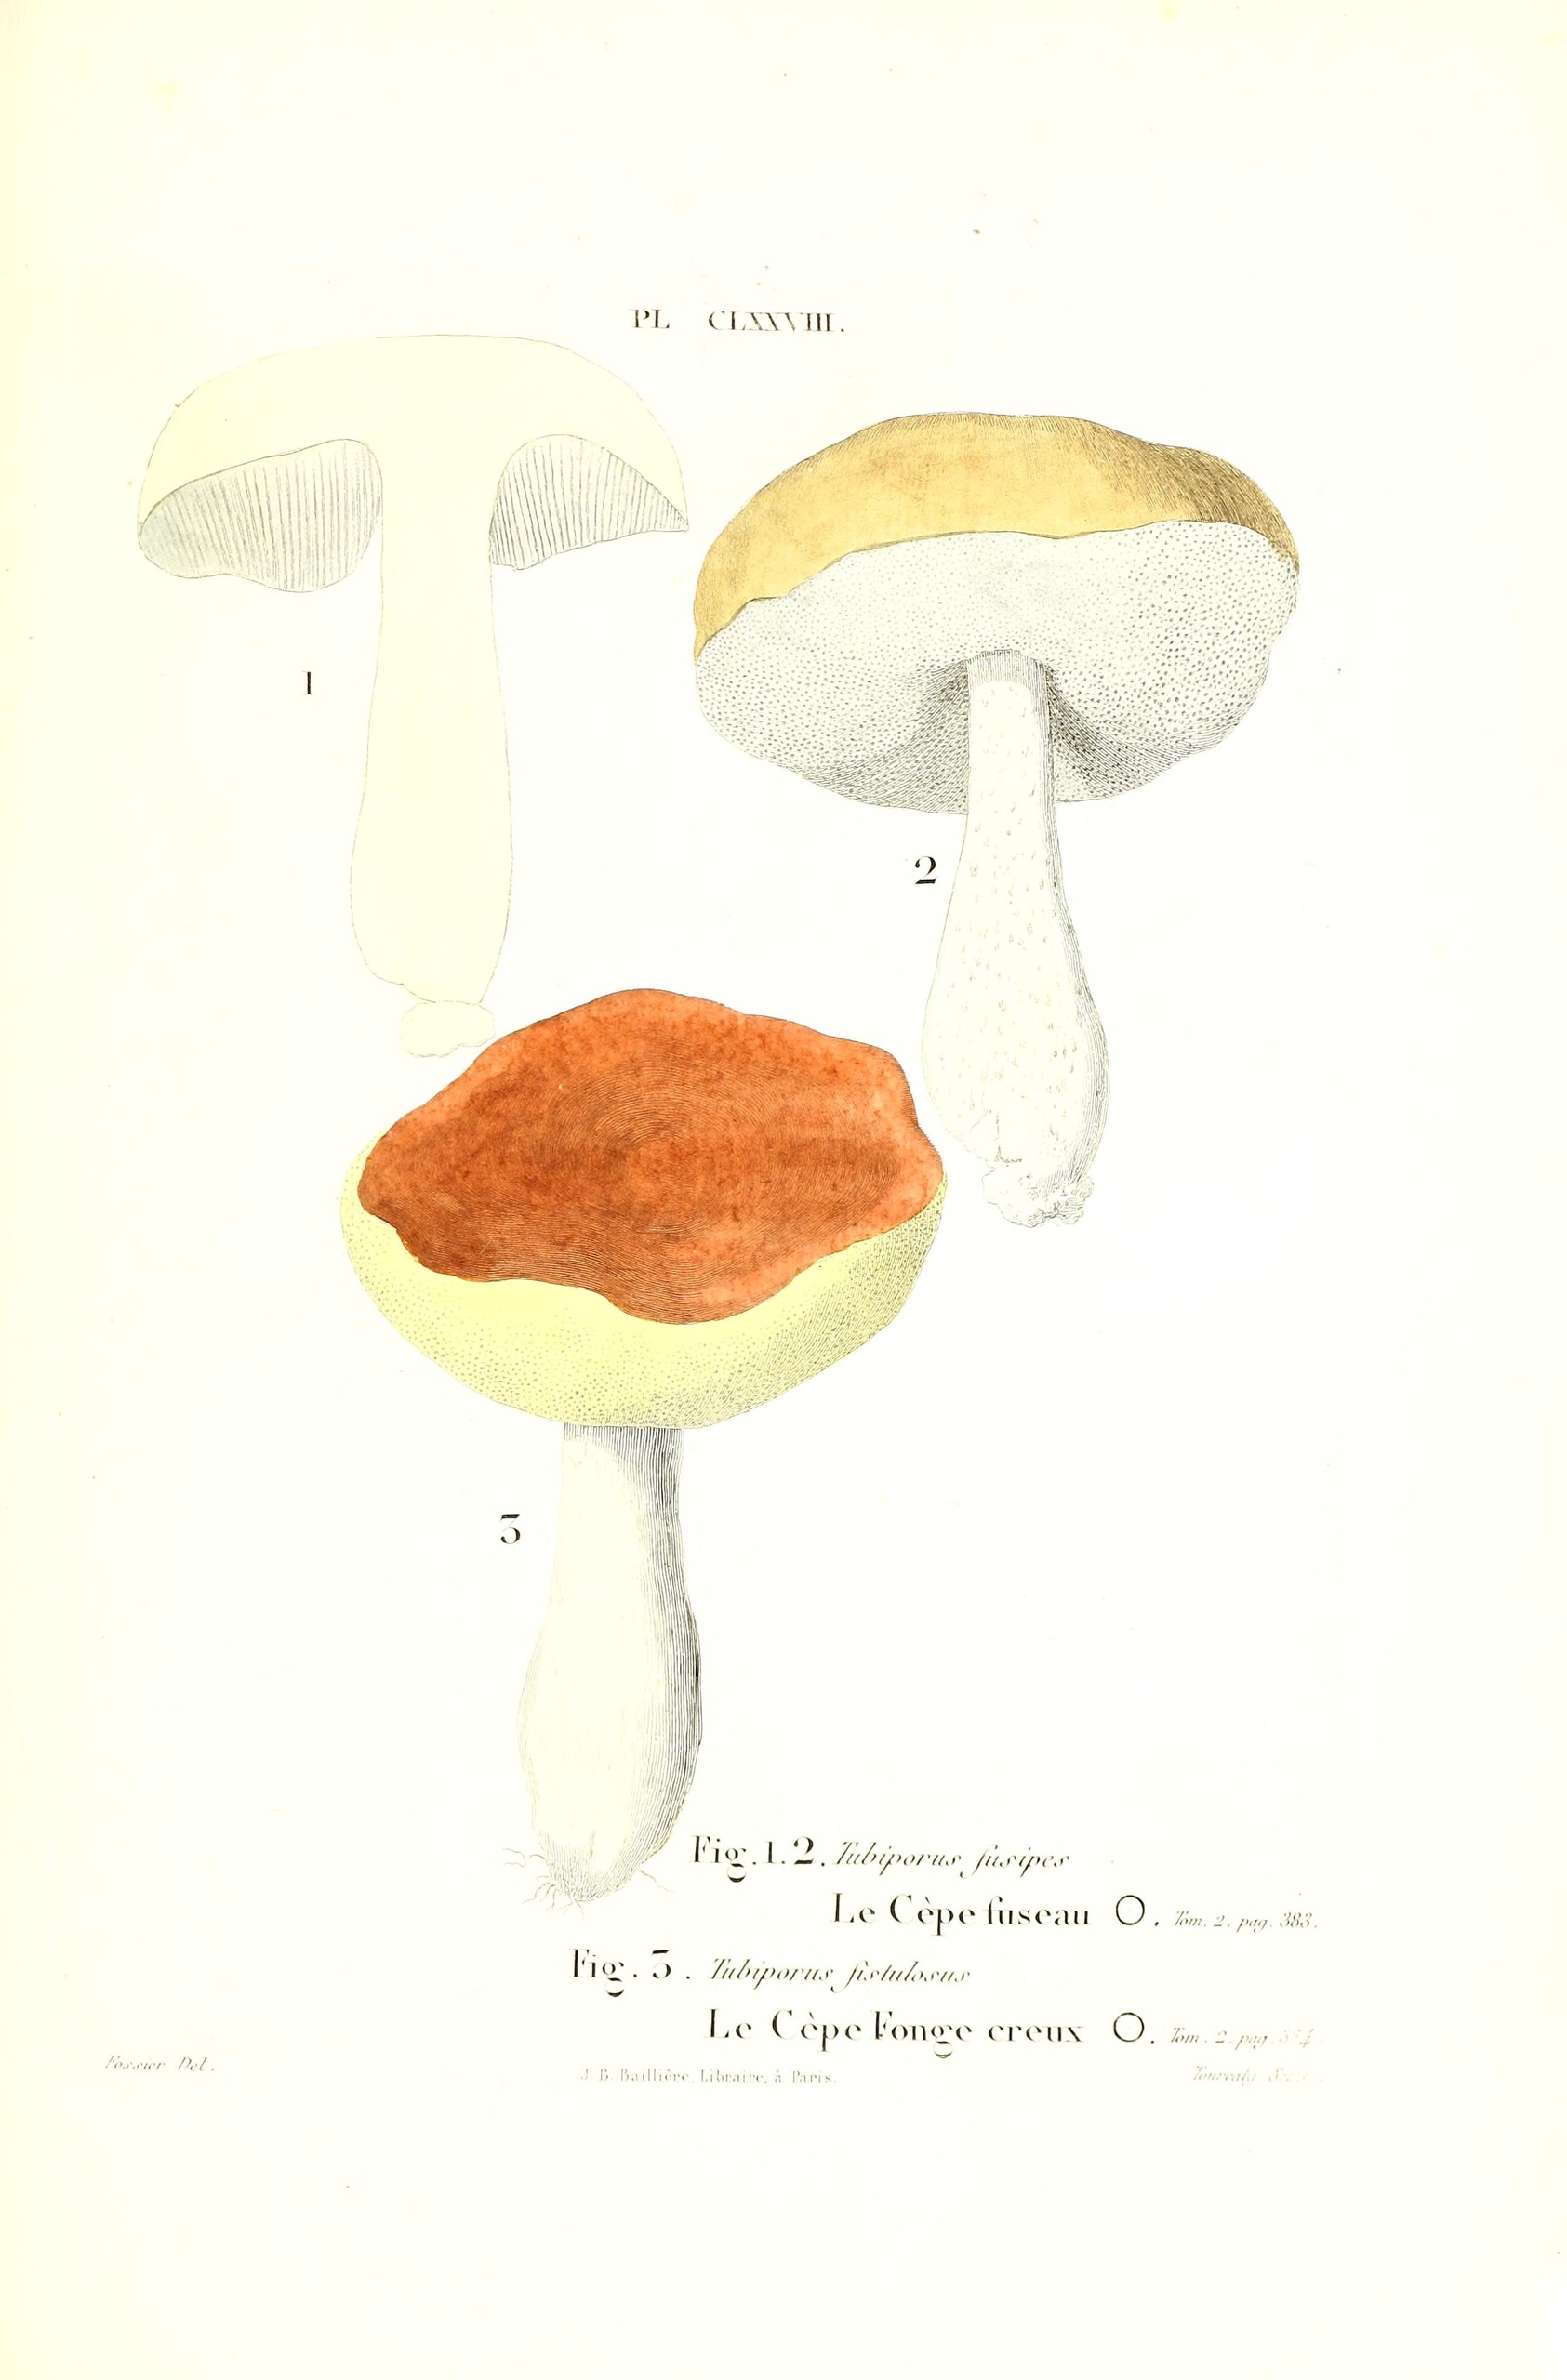 PL CLXXVIII.
1
2
3
Fig. 1. 2. Tubiporus fusipes
Le Cèpe fuseau O. Tom. 2. pag. 383.
Fig. 3. Tubiporus fistulosus
Le Cèpe Fonge creux O. Tom. 2. pag.
Fossier Del.
J. B. Baillière, Libraire, à Paris.